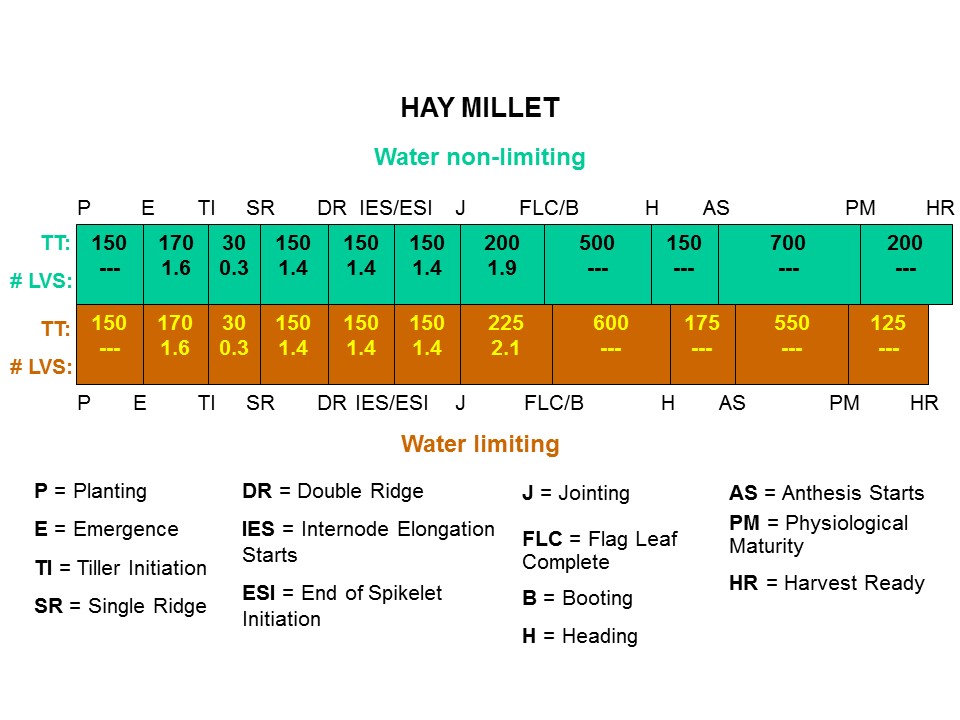 HAY MILLET
Water non-limiting
P E TI SR DR IES/ESI J FLC/B H AS PM HR
TT: 150 170 30 150 150 150 200 500 150 700 200
# LVS: --- 1.6 0.3 1.4 1.4 1.4 1.9 --- --- --- ---
TT: 150 170 30 150 150 150 225 600 175 550 125
# LVS: --- 1.6 0.3 1.4 1.4 1.4 2.1 --- --- --- ---
P E TI SR DR IES/ESI J FLC/B H AS PM HR
Water limiting
P = Planting
E = Emergence
TI = Tiller Initiation
SR = Single Ridge
DR = Double Ridge
IES = Internode Elongation
Starts
ESI = End of Spikelet
Initiation
J = Jointing
FLC = Flag Leaf
Complete
B = Booting
H = Heading
AS = Anthesis Starts
PM = Physiological
Maturity
HR = Harvest Ready